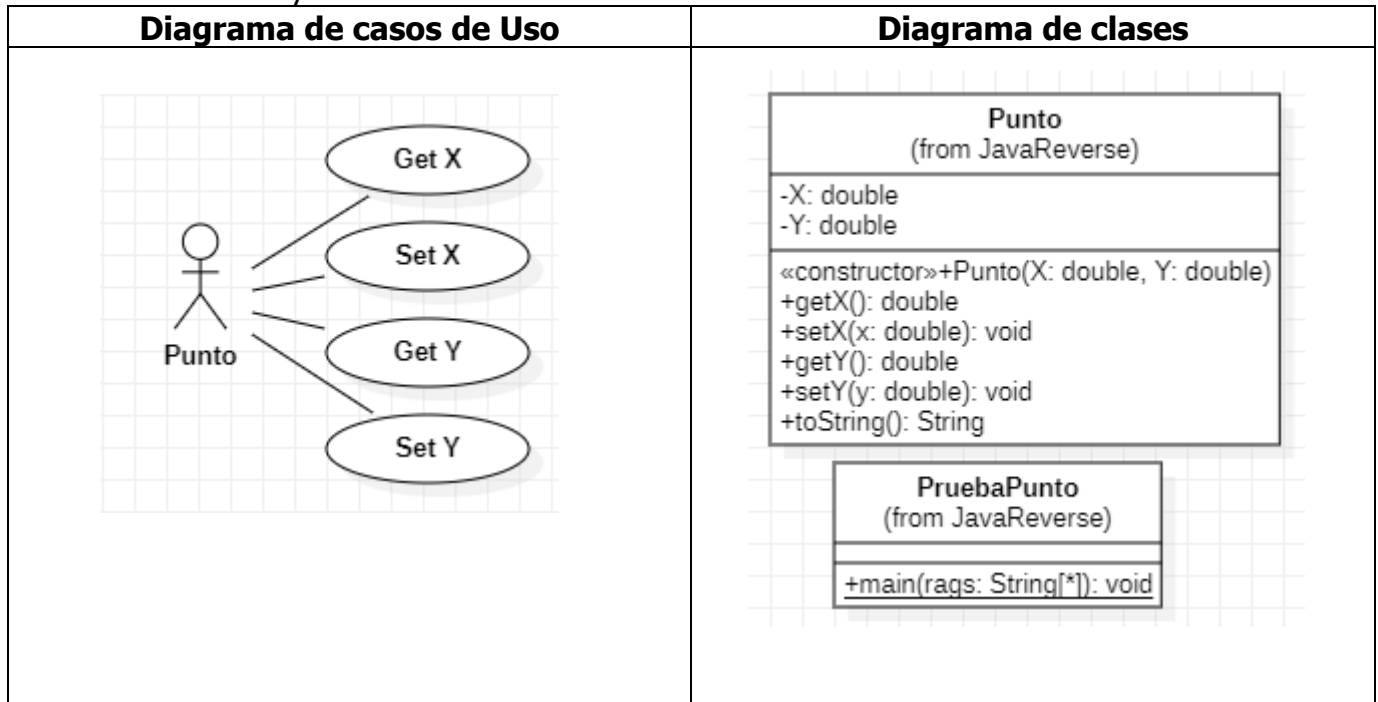 Diagrama de casos de Uso
Diagrama de clases
Get X
Set X
Get Y
Set Y
Punto
Punto
(from JavaReverse)
-X: double
-Y: double
«constructor»+Punto(X: double, Y: double)
+getX(): double
+setX(x: double): void
+getY(): double
+setY(y: double): void
+toString(): String
PruebaPunto
(from JavaReverse)
+main(rags: String[*]): void